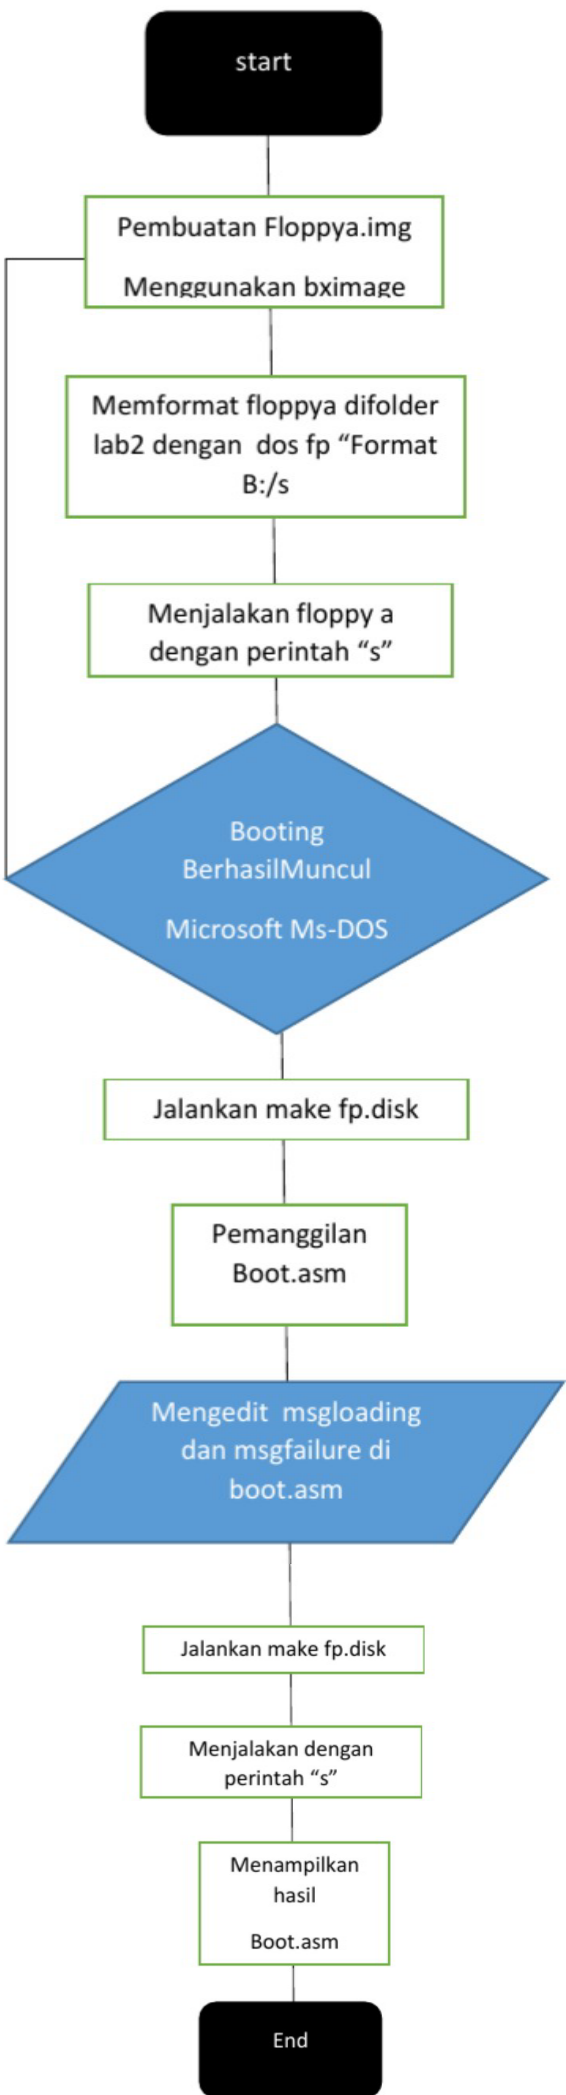 start
Pembuatan Floppya.img
Menggunakan bximage
Memformat floppya difolder
lab2 dengan dos fp “Format
B:/s
Menjalakan floppy a
dengan perintah “s”
Booting
BerhasilMuncul
Microsoft Ms-DOS
Jalankan make fp.disk
Pemanggilan
Boot.asm
Mengedit msgloading
dan msgfailure di
boot.asm
Jalankan make fp.disk
Menjalakan dengan
perintah “s”
Menampilkan
hasil
Boot.asm
End